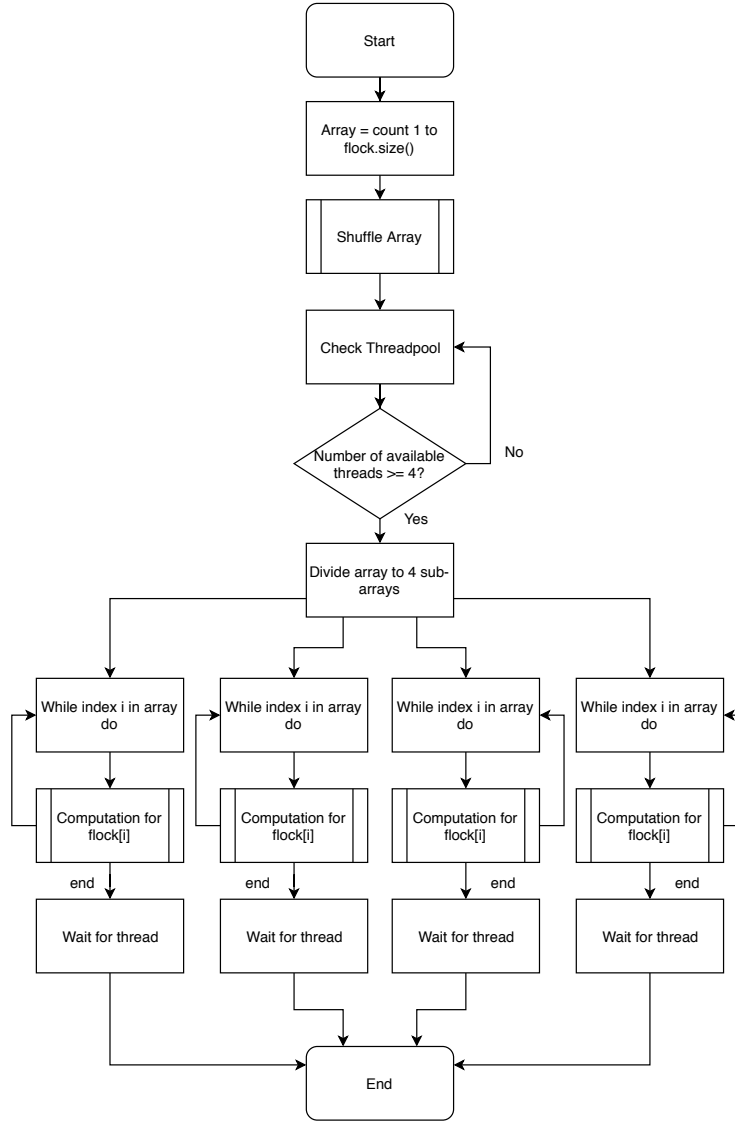 Start
Array = count 1 to
flock.size()
Shuffle Array
Check Threadpool
Number of available
threads >= 4?
No
Yes
Divide array to 4 sub-
arrays
While index i in array
do
While index i in array
do
While index i in array
do
While index i in array
do
Computation for
flock[i]
Computation for
flock[i]
Computation for
flock[i]
Computation for
flock[i]
end
end
end
end
Wait for thread
Wait for thread
Wait for thread
Wait for thread
End